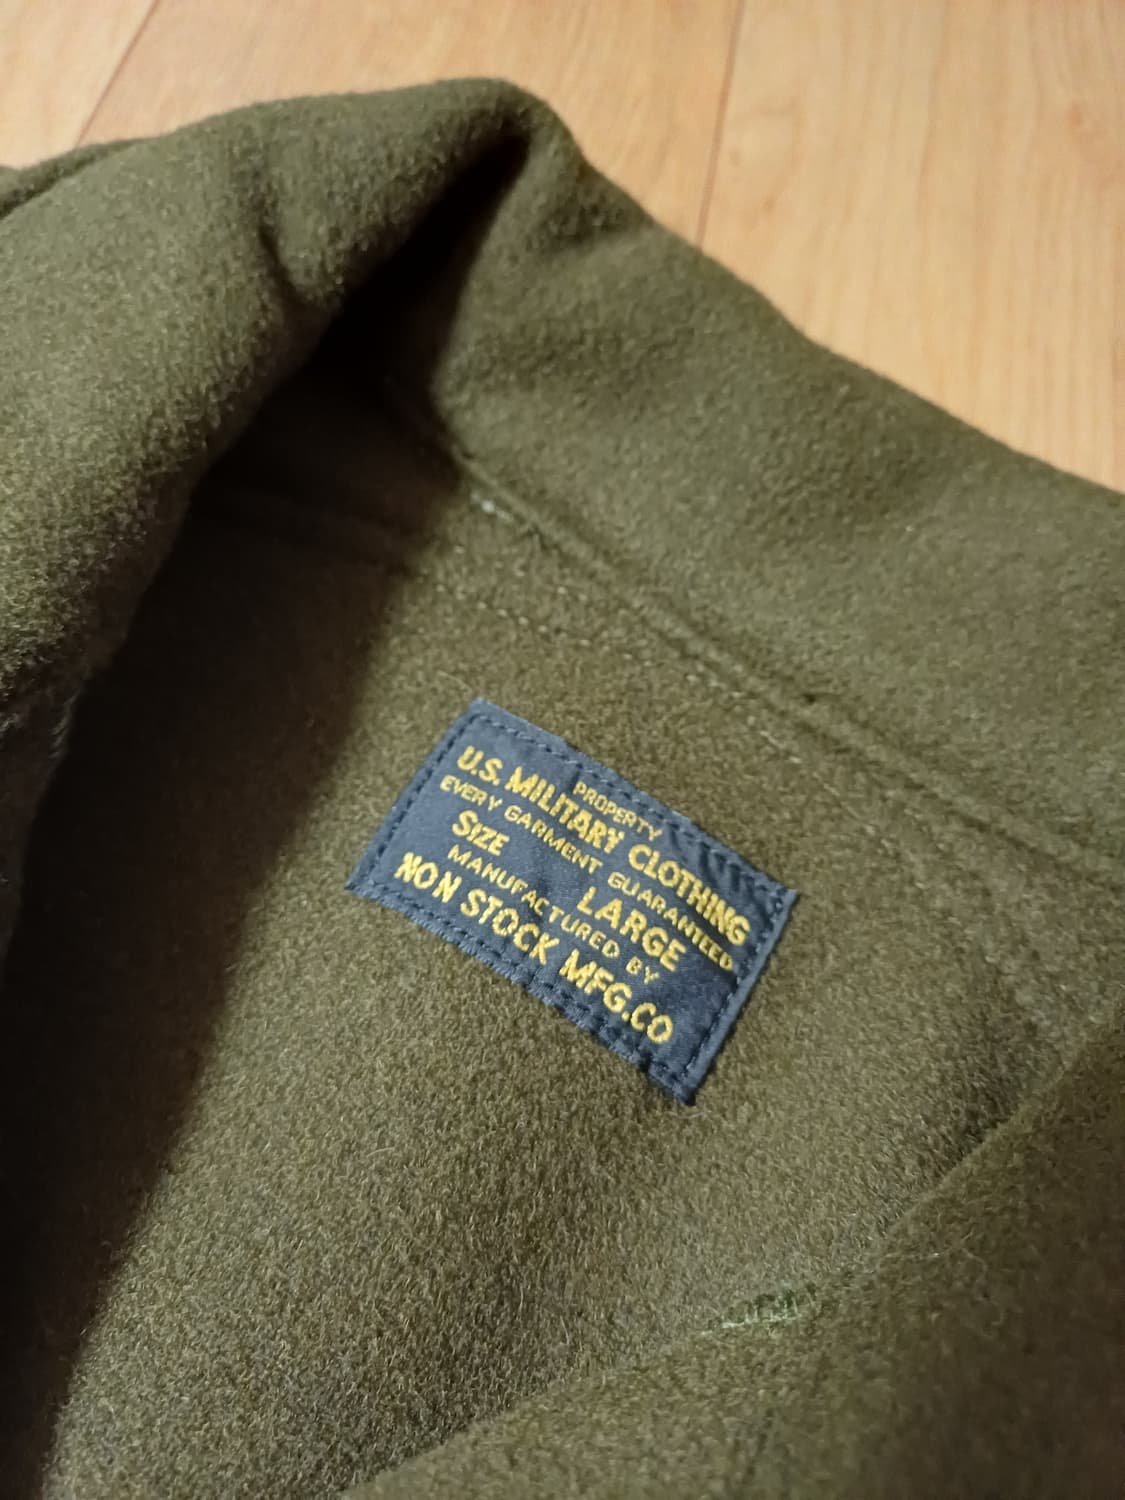 PROPERTY
U.S. MILITARY CLOTHING
EVERY GARMENT GUARANTEED
SIZE LARGE
MANUFACTURED BY
NON STOCK MFG.CO